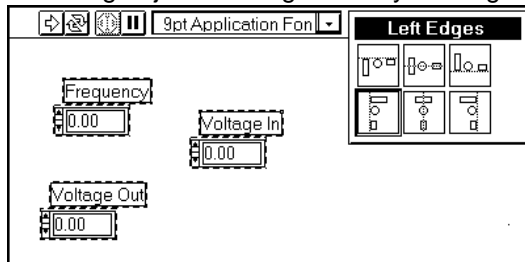 9pt Application Fon
Left Edges
Frequency
0.00
Voltage In
0.00
Voltage Out
0.00